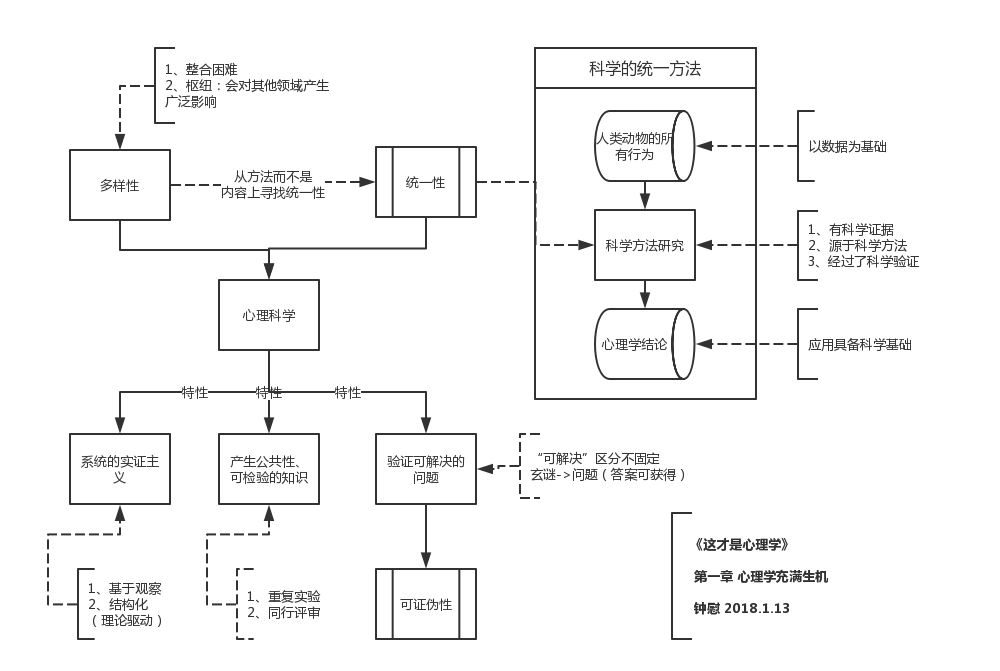 1、整合困难
2、枢纽：会对其他领域产生
广泛影响
科学的统一方法
人类动物的所
有行为
以数据为基础
多样性
从方法而不是
内容上寻找统一性
统一性
科学方法研究
1、有科学证据
2、源于科学方法
3、经过了科学验证
心理科学
心理学结论
应用具备科学基础
特性
特性
特性
系统的实证主
义
产生公共性、
可检验的知识
验证可解决的
问题
“可解决”区分不固定
玄谜->问题（答案可获得）
1、基于观察
2、结构化
（理论驱动）
1、重复实验
2、同行评审
可证伪性
《这才是心理学》
第一章 心理学充满生机
钟慰 2018.1.13